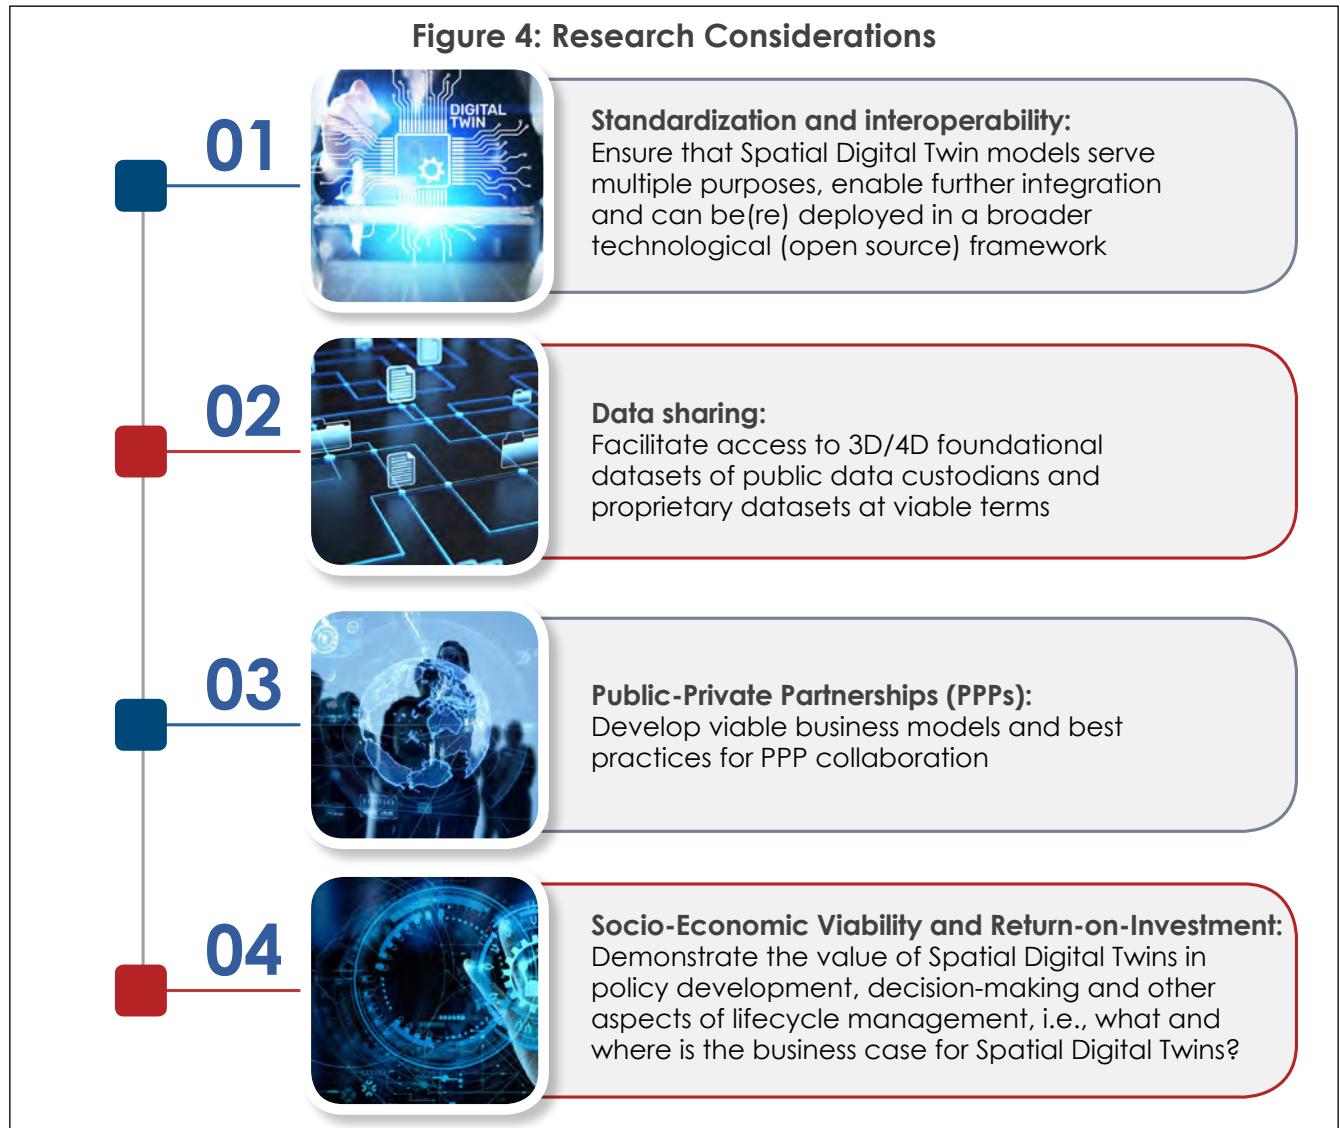 Figure 4: Research Considerations
01
DIGITAL
TWIN
Standardization and interoperability:
Ensure that Spatial Digital Twin models serve
multiple purposes, enable further integration
and can be(re) deployed in a broader
technological (open source) framework
02
Data sharing:
Facilitate access to 3D/4D foundational
datasets of public data custodians and
proprietary datasets at viable terms
03
Public-Private Partnerships (PPPs):
Develop viable business models and best
practices for PPP collaboration
04
Socio-Economic Viability and Return-on-Investment:
Demonstrate the value of Spatial Digital Twins in
policy development, decision-making and other
aspects of lifecycle management, i.e., what and
where is the business case for Spatial Digital Twins?